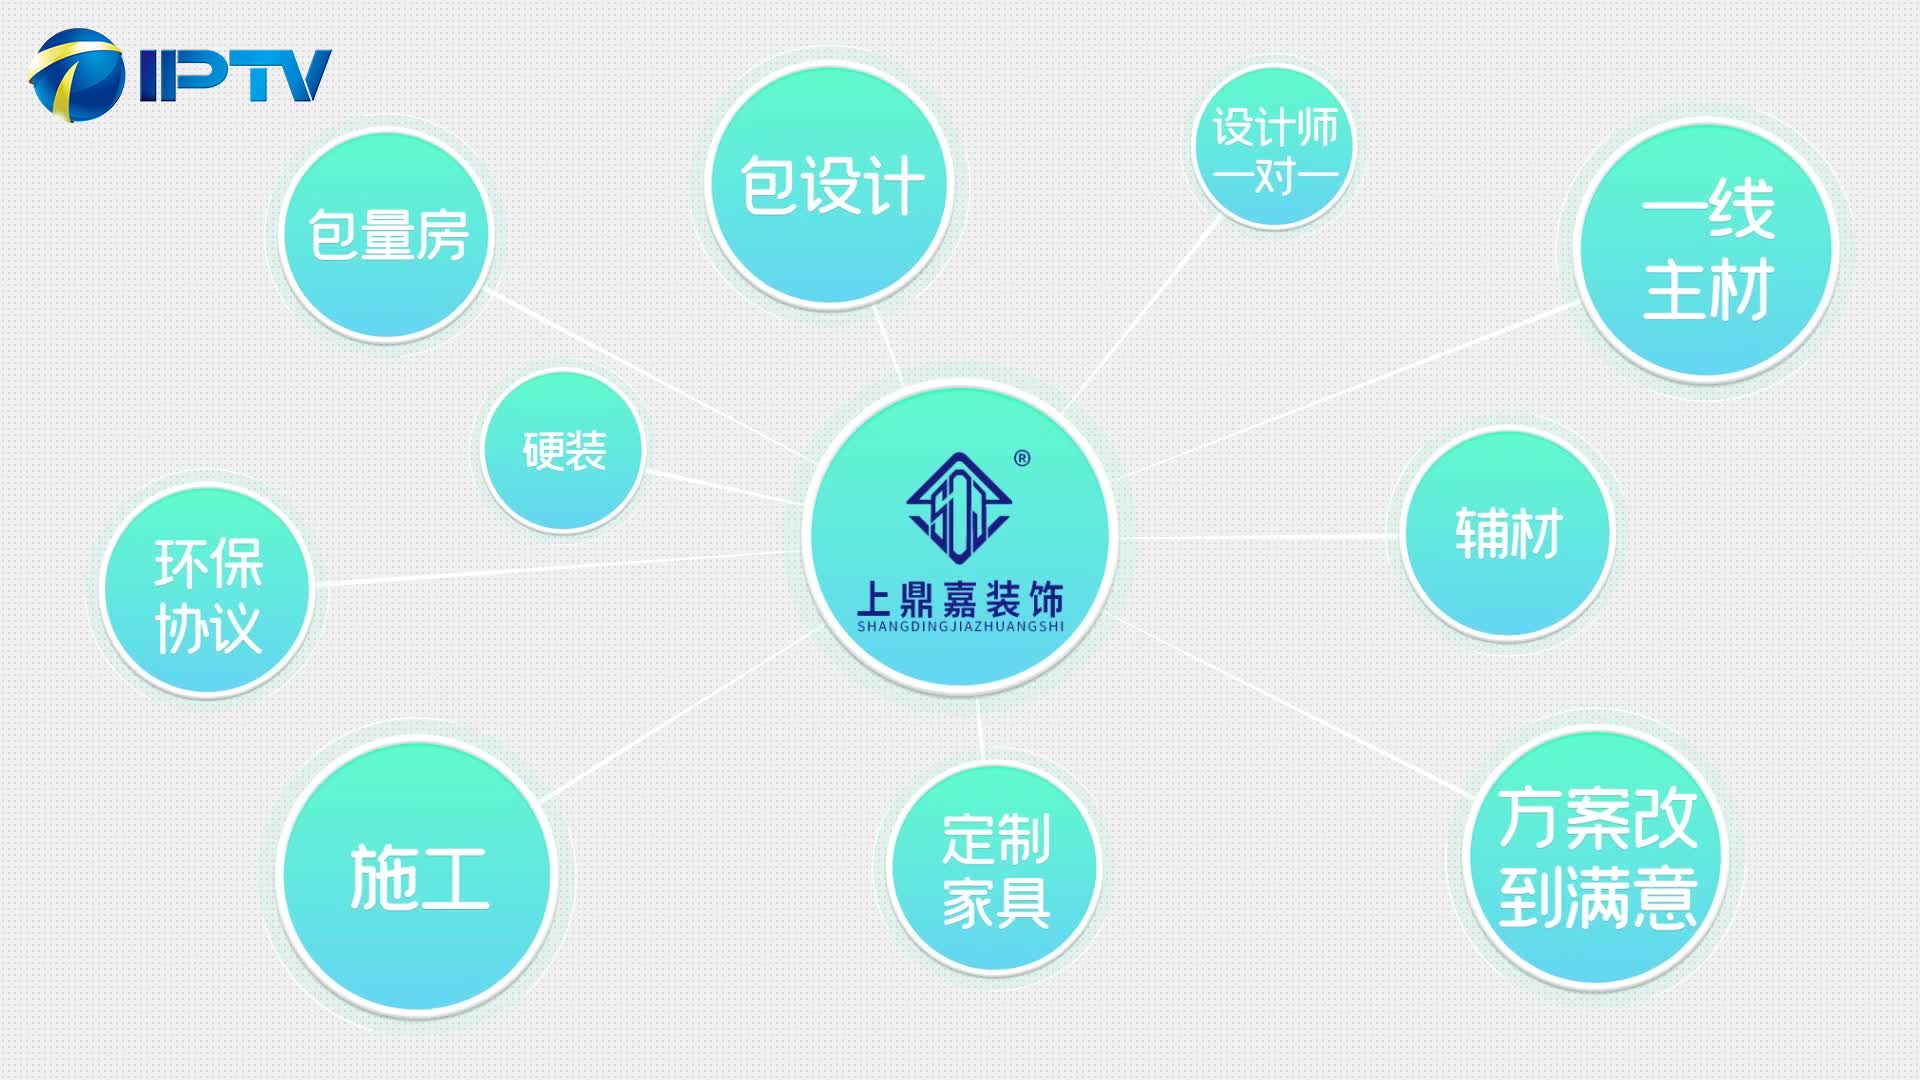 IPTV
包量房
包设计
设计师
一对一
一线
主材
硬装
辅材
环保
协议
®
上鼎嘉装饰
SHANGDINGJIAZHUANGSHI
施工
定制
家具
方案改
到满意